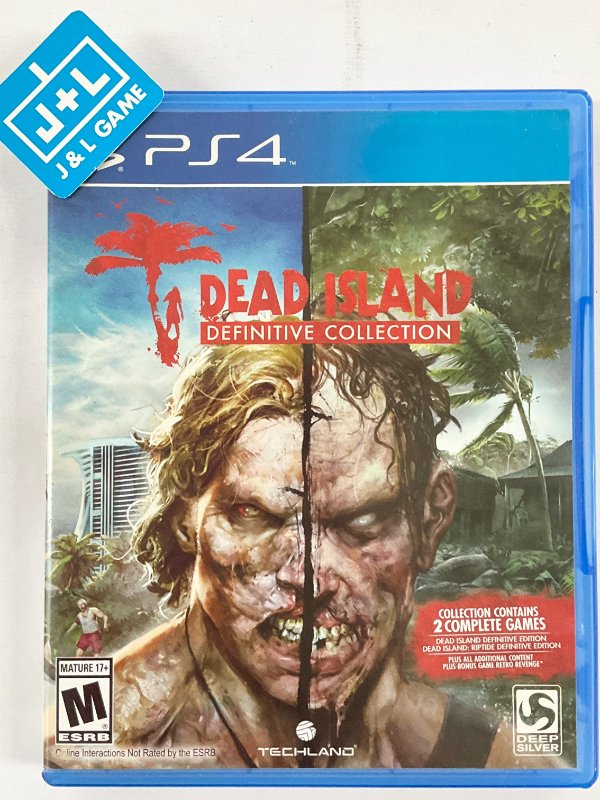 J+L
J & L GAME
PS4
DEAD ISLAND
DEFINITIVE COLLECTION
COLLECTION CONTAINS
2 COMPLETE GAMES
DEAD ISLAND DEFINITIVE EDITION
DEAD ISLAND: RIPTIDE DEFINITIVE EDITION
PLUS ALL ADDITIONAL CONTENT
PLUS BONUS GAME RETRO REVENGE*
MATURE 17+
M
ESRB
Online Interactions Not Rated by the ESRB
TECHLAND
DEEP
SILVER